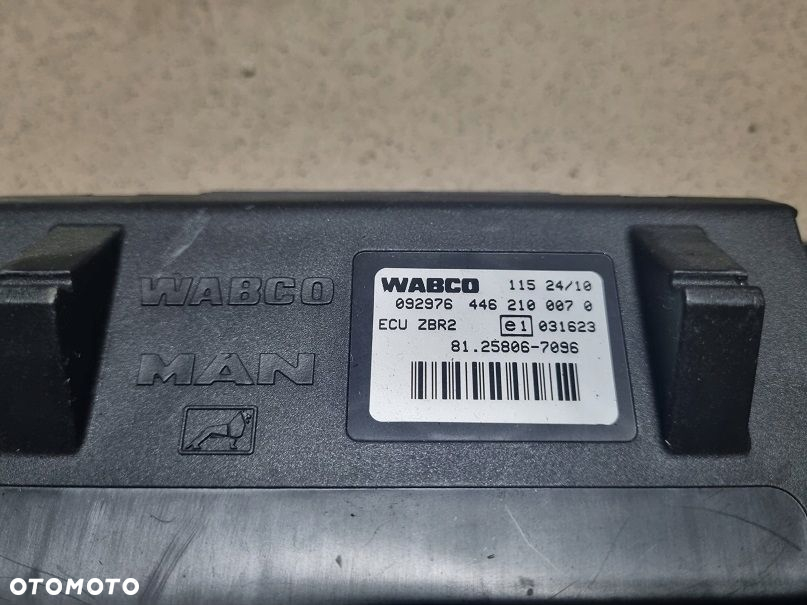 WABCO
MAN
WABCO 115 24/10
092976 446 210 007 0
ECU ZBR2 e1 031623
81.25806-7096
OTOMOTO